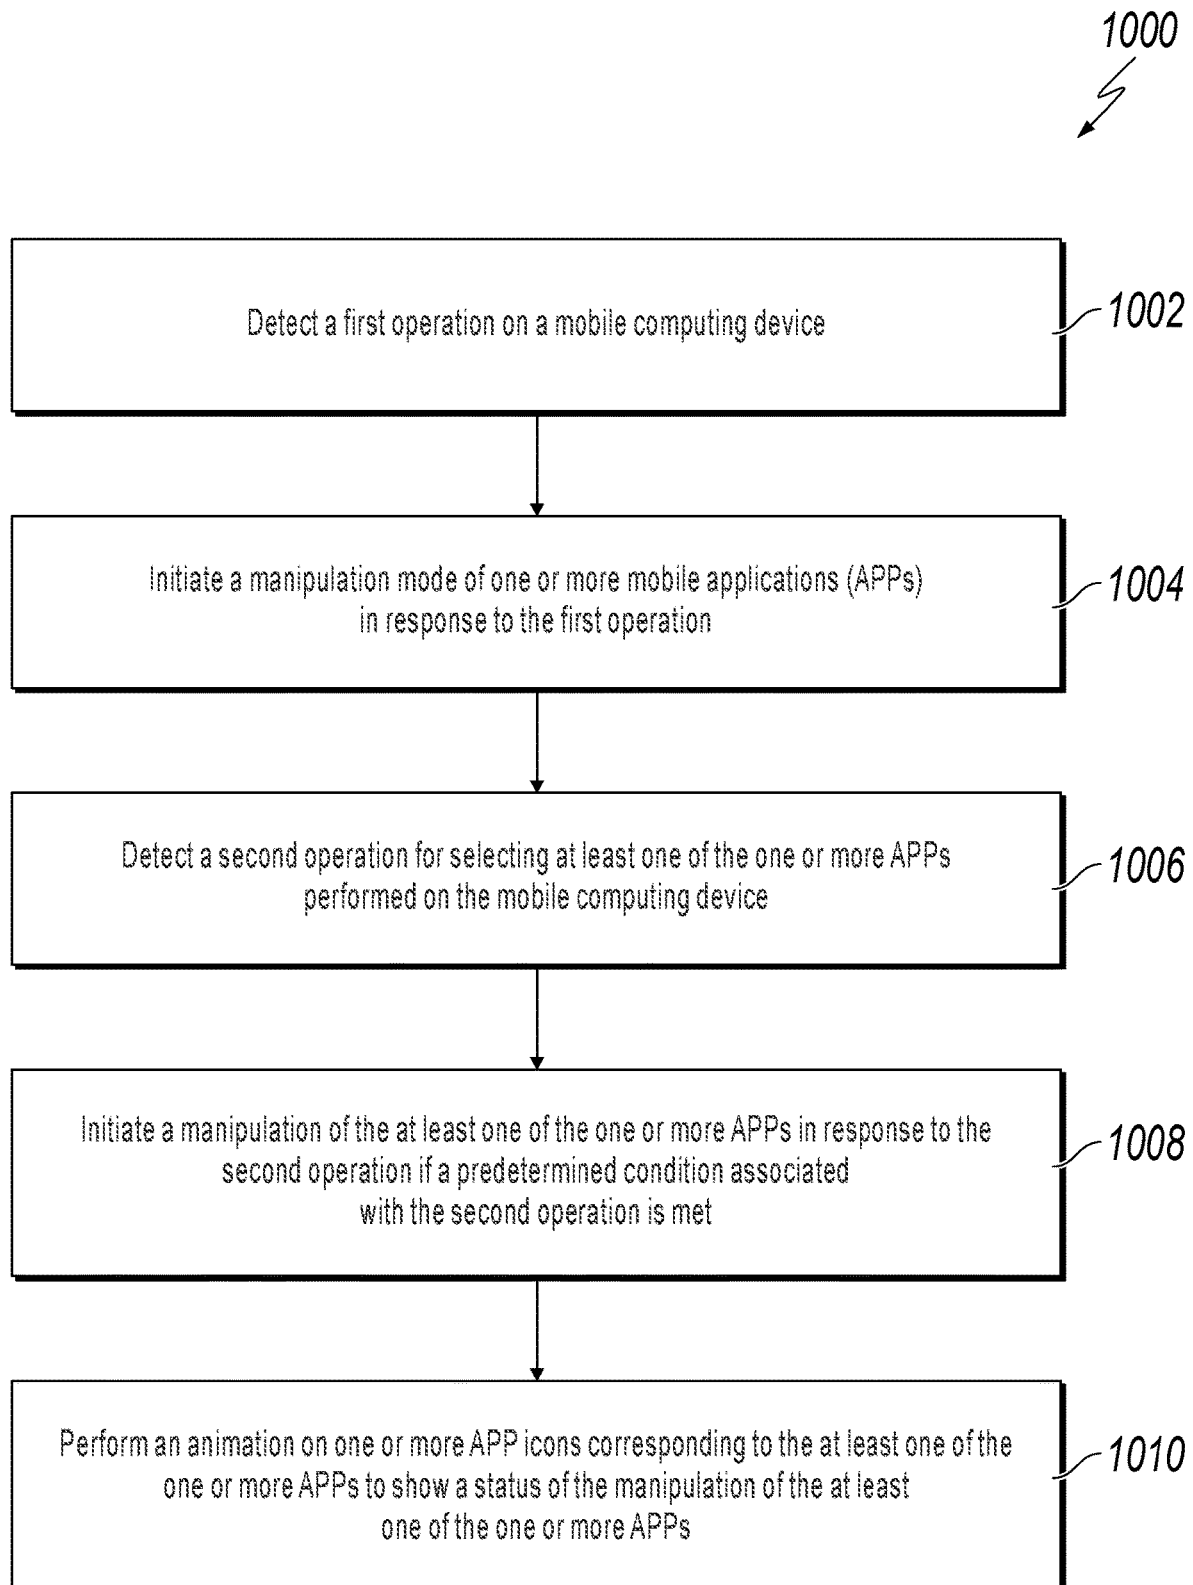 1000
Detect a first operation on a mobile computing device
1002
Initiate a manipulation mode of one or more mobile applications (APPs)
in response to the first operation
1004
Detect a second operation for selecting at least one of the one or more APPs
performed on the mobile computing device
1006
Initiate a manipulation of the at least one of the one or more APPs in response to the
second operation if a predetermined condition associated
with the second operation is met
1008
Perform an animation on one or more APP icons corresponding to the at least one of the
one or more APPs to show a status of the manipulation of the at least
one of the one or more APPs
1010